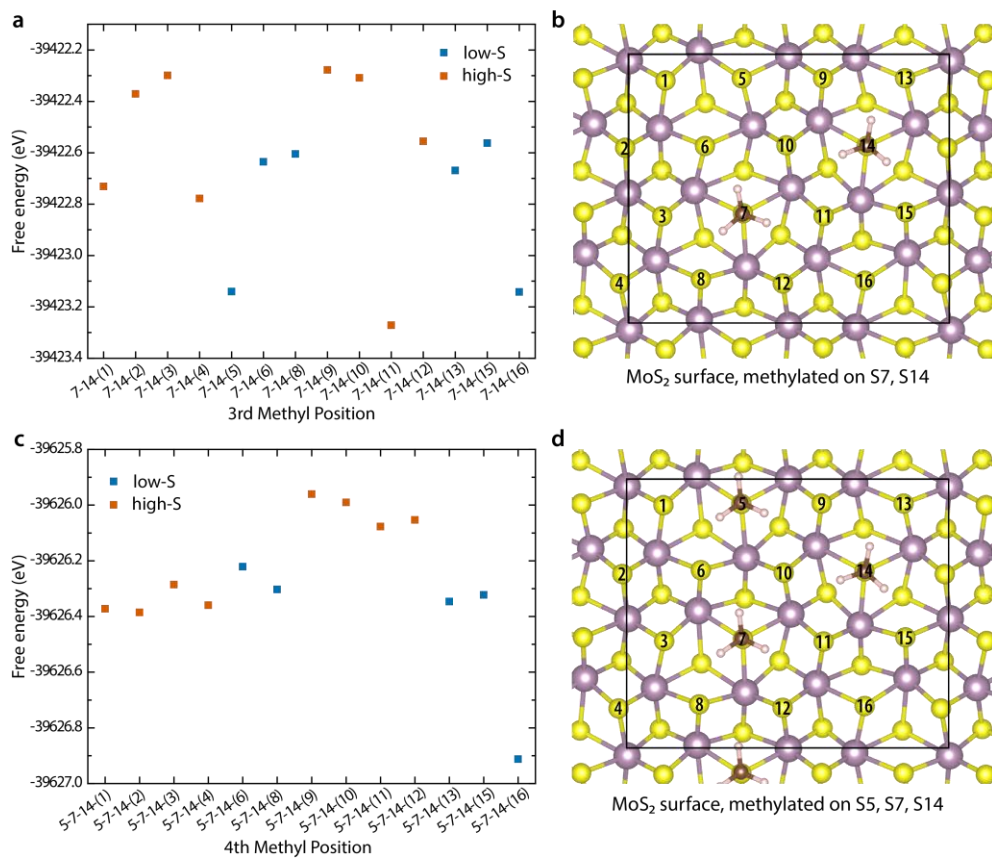 a
-39422.2
-39422.4
-39422.6
-39422.8
-39423.0
-39423.2
-39423.4
Free energy (eV)
low-S
high-S
7-14-(1)
7-14-(2)
7-14-(3)
7-14-(4)
7-14-(5)
7-14-(6)
7-14-(8)
7-14-(9)
7-14-(10)
7-14-(11)
7-14-(12)
7-14-(13)
7-14-(15)
7-14-(16)
3rd Methyl Position
b
1 5 9 13
2 6 10 14
3 7 11 15
4 8 12 16
MoS₂ surface, methylated on S7, S14
c
-39625.8
-39626.0
-39626.2
-39626.4
-39626.6
-39626.8
-39627.0
Free energy (eV)
low-S
high-S
5-7-14-(1)
5-7-14-(2)
5-7-14-(3)
5-7-14-(4)
5-7-14-(6)
5-7-14-(8)
5-7-14-(9)
5-7-14-(10)
5-7-14-(11)
5-7-14-(12)
5-7-14-(13)
5-7-14-(15)
5-7-14-(16)
4th Methyl Position
d
1 5 9 13
2 6 10 14
3 7 11 15
4 8 12 16
MoS₂ surface, methylated on S5, S7, S14